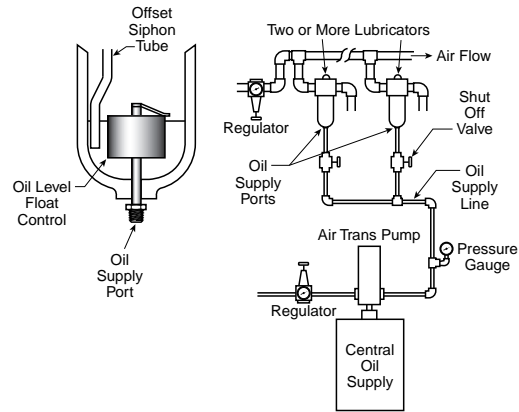 Offset
Siphon
Tube
Oil Level
Float
Control
Oil
Supply
Port
Two or More Lubricators
Air Flow
Regulator
Shut
Off
Valve
Oil
Supply
Ports
Oil
Supply
Line
Air Trans Pump
Pressure
Gauge
Regulator
Central
Oil
Supply